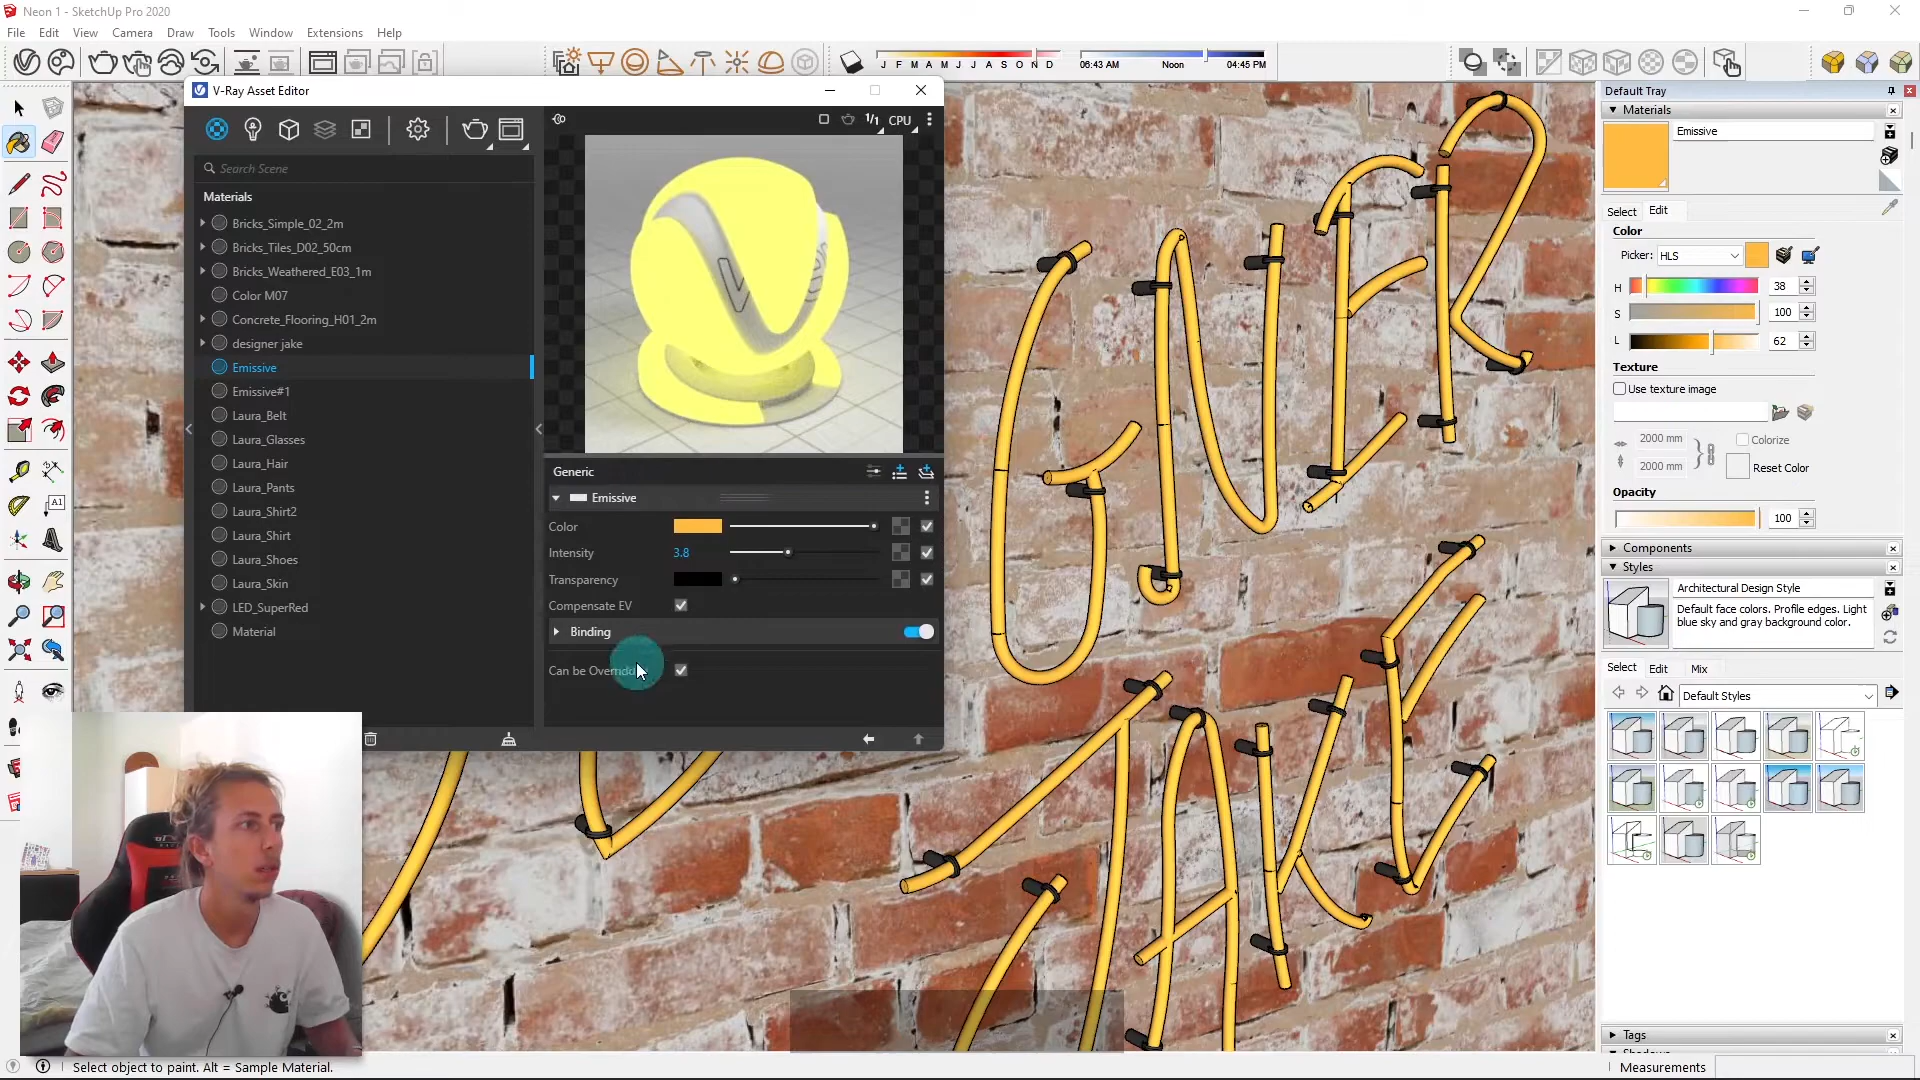 Neon 1 - SketchUp Pro 2020
File Edit View Camera Draw Tools Window Extensions Help
J F M A M J J A S O N D
06:43 AM Noon 04:45 PM
V-Ray Asset Editor
1/1 CPU
Search Scene
Materials
Bricks_Simple_02_2m
Bricks_Tiles_D02_50cm
Bricks_Weathered_E03_1m
Color M07
Concrete_Flooring_H01_2m
designer jake
Emissive
Emissive#1
Laura_Belt
Laura_Glasses
Laura_Hair
Laura_Pants
Laura_Shirt2
Laura_Shirt
Laura_Shoes
Laura_Skin
LED_SuperRed
Material
Generic
Emissive
Color
Intensity 3.8
Transparency
Compensate EV
Binding
Can be Overridden
Default Tray
Materials
Emissive
Select Edit
Color
Picker: HLS
H 38
S 100
L 62
Texture
Use texture image
2000 mm
2000 mm
Colorize
Reset Color
Opacity
100
Components
Styles
Architectural Design Style
Default face colors. Profile edges. Light
blue sky and gray background color.
Select Edit Mix
Default Styles
Tags
Shadows
Select object to paint. Alt = Sample Material.
Measurements